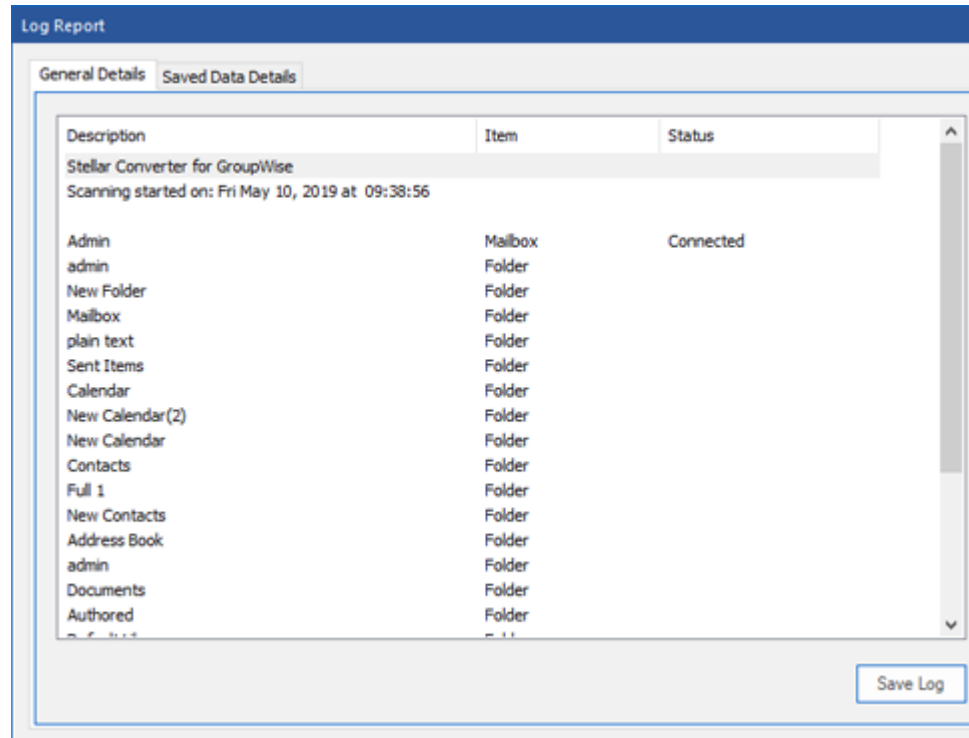 Log Report
General Details Saved Data Details
Description Item Status
Stellar Converter for GroupWise
Scanning started on: Fri May 10, 2019 at 09:38:56
Admin Mailbox Connected
admin Folder
New Folder Folder
Mailbox Folder
plain text Folder
Sent Items Folder
Calendar Folder
New Calendar(2) Folder
New Calendar Folder
Contacts Folder
Full 1 Folder
New Contacts Folder
Address Book Folder
admin Folder
Documents Folder
Authored Folder
Save Log